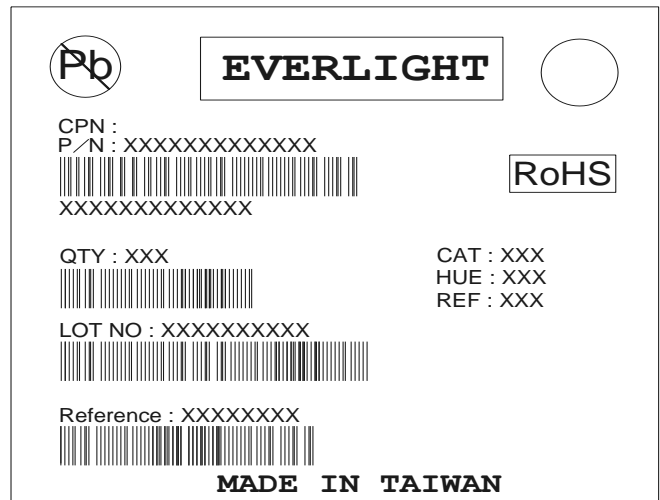 Pb
EVERLIGHT
CPN :
P/N : XXXXXXXXXXXXX
RoHS
XXXXXXXXXXXXX
QTY : XXX
CAT : XXX
HUE : XXX
REF : XXX
LOT NO : XXXXXXXXXX
Reference : XXXXXXXX
MADE IN TAIWAN